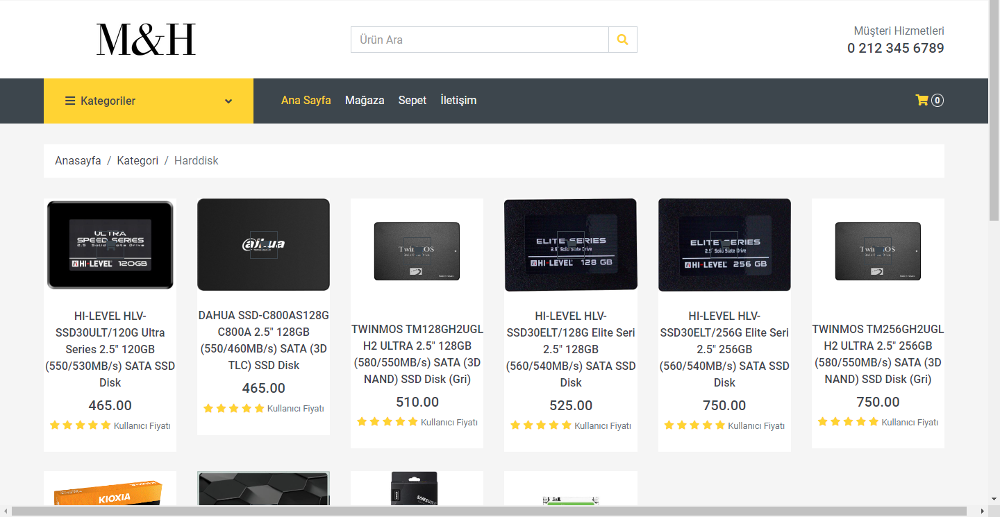 M&H
Ürün Ara
Müşteri Hizmetleri
0 212 345 6789
Kategoriler
Ana Sayfa Mağaza Sepet İletişim
0
Anasayfa / Kategori / Harddisk
ULTRA
SPEED SERIES
2.5" Solid State Drive
HI-LEVEL 120GB
HI-LEVEL HLV-
SSD30ULT/120G Ultra
Series 2.5" 120GB
(550/530MB/s) SATA SSD
Disk
465.00
Kullanıcı Fiyatı
alhua
DAHUA SSD-C800AS128G
C800A 2.5" 128GB
(550/460MB/s) SATA (3D
TLC) SSD Disk
465.00
Kullanıcı Fiyatı
TwinMOS
TWINMOS TM128GH2UGL
H2 ULTRA 2.5" 128GB
(580/550MB/s) SATA (3D
NAND) SSD Disk (Gri)
510.00
Kullanıcı Fiyatı
ELITE SERIES
2.5" Solid State Drive
HI-LEVEL 128 GB
HI-LEVEL HLV-
SSD30ELT/128G Elite Seri
2.5" 128GB
(560/540MB/s) SATA SSD
Disk
525.00
Kullanıcı Fiyatı
ELITE SERIES
2.5" Solid State Drive
HI-LEVEL 256 GB
HI-LEVEL HLV-
SSD30ELT/256G Elite Seri
2.5" 256GB
(560/540MB/s) SATA SSD
Disk
750.00
Kullanıcı Fiyatı
TwinMOS
TWINMOS TM256GH2UGL
H2 ULTRA 2.5" 256GB
(580/550MB/s) SATA (3D
NAND) SSD Disk (Gri)
750.00
Kullanıcı Fiyatı
KIOXIA
SAMSUNG